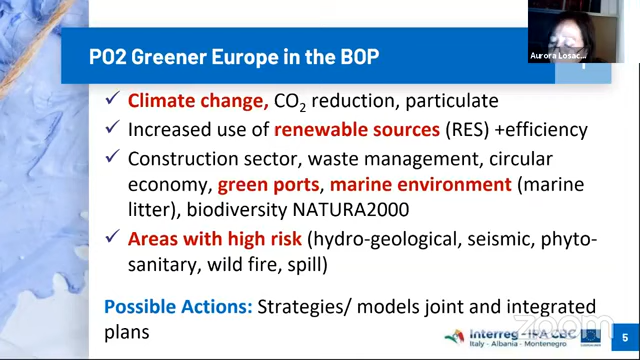 PO2 Greener Europe in the BOP
Aurora Losac...
✓ Climate change, CO₂ reduction, particulate
✓ Increased use of renewable sources (RES) +efficiency
✓ Construction sector, waste management, circular
economy, green ports, marine environment (marine
litter), biodiversity NATURA2000
✓ Areas with high risk (hydro-geological, seismic, phyto-
sanitary, wild fire, spill)
Possible Actions: Strategies/ models joint and integrated
plans
zoom
Interreg - IPA CBC
Italy - Albania - Montenegro
5